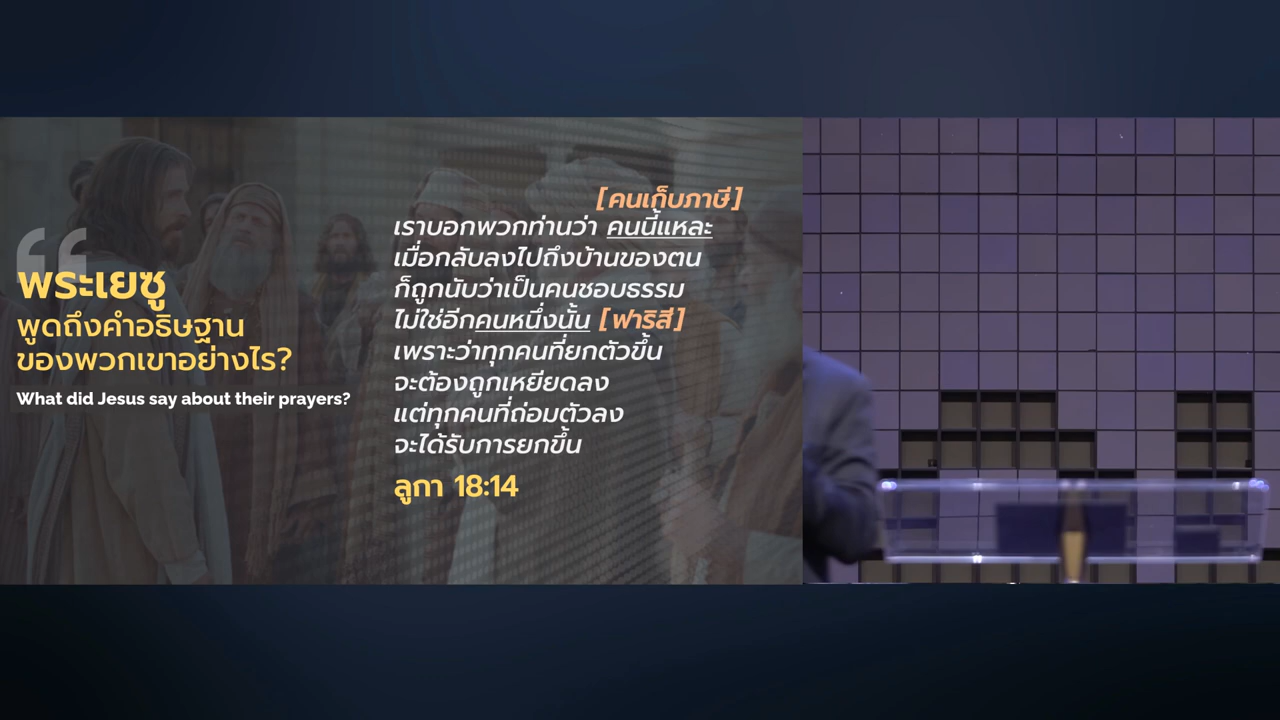 พระเยซู
พูดถึงคำอธิษฐาน
ของพวกเขาอย่างไร?
What did Jesus say about their prayers?
[คนเก็บภาษี]
เราบอกพวกท่านว่า คนนี้แหละ
เมื่อกลับลงไปถึงบ้านของตน
ก็ถูกนับว่าเป็นคนชอบธรรม
ไม่ใช่อีกคนหนึ่งนั้น [ฟาริสี]
เพราะว่าทุกคนที่ยกตัวขึ้น
จะต้องถูกเหยียดลง
แต่ทุกคนที่ถ่อมตัวลง
จะได้รับการยกขึ้น
ลูกา 18:14